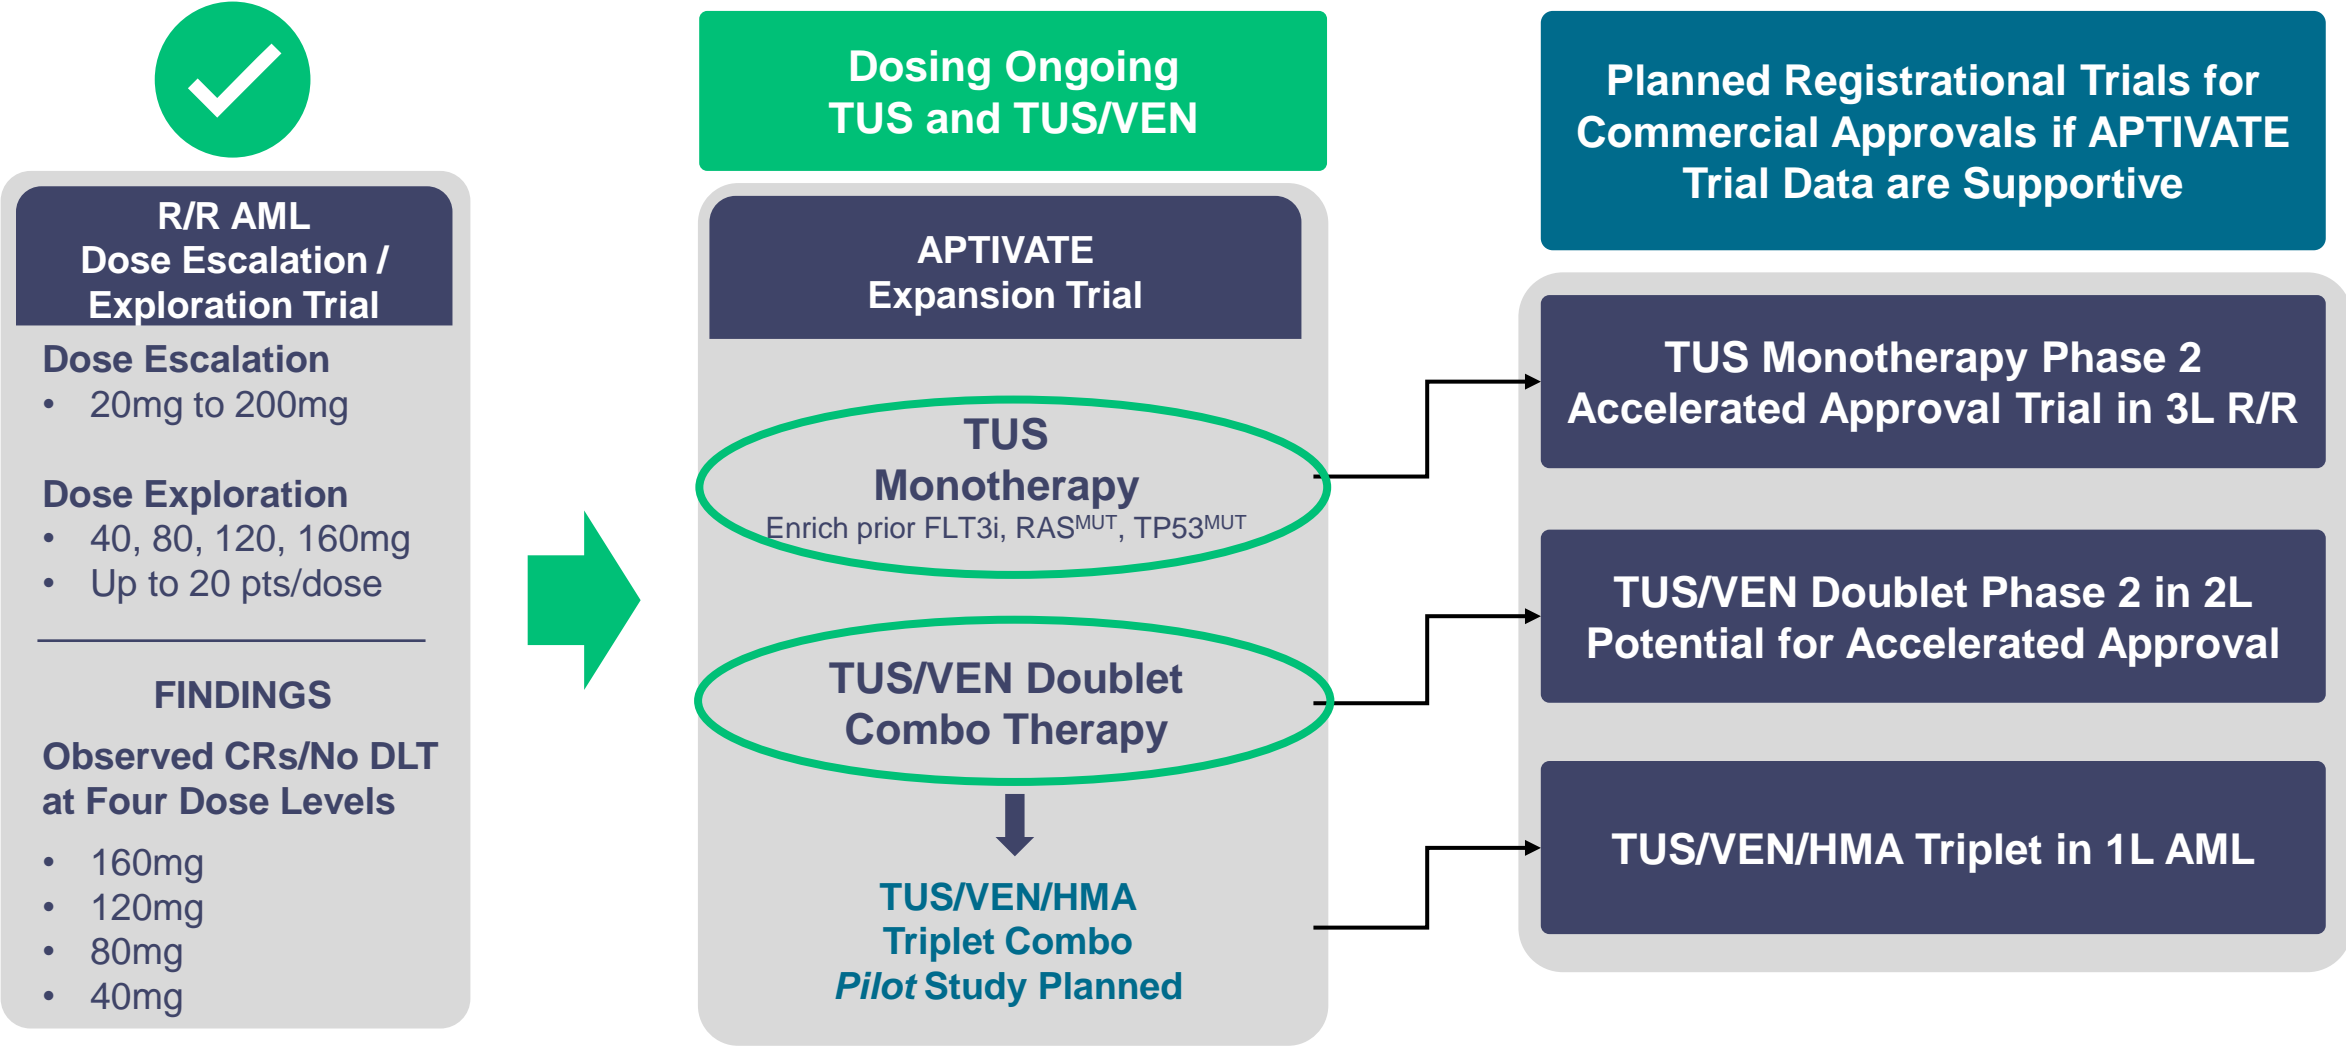 R/R AML
Dose Escalation /
Exploration Trial
Dose Escalation
• 20mg to 200mg
Dose Exploration
• 40, 80, 120, 160mg
• Up to 20 pts/dose
FINDINGS
Observed CRs/No DLT
at Four Dose Levels
• 160mg
• 120mg
• 80mg
• 40mg
Dosing Ongoing
TUS and TUS/VEN
APTIVATE
Expansion Trial
TUS
Monotherapy
Enrich prior FLT3i, RASᴹᵁᵀ, TP53ᴹᵁᵀ
TUS/VEN Doublet
Combo Therapy
TUS/VEN/HMA
Triplet Combo
Pilot Study Planned
Planned Registrational Trials for
Commercial Approvals if APTIVATE
Trial Data are Supportive
TUS Monotherapy Phase 2
Accelerated Approval Trial in 3L R/R
TUS/VEN Doublet Phase 2 in 2L
Potential for Accelerated Approval
TUS/VEN/HMA Triplet in 1L AML